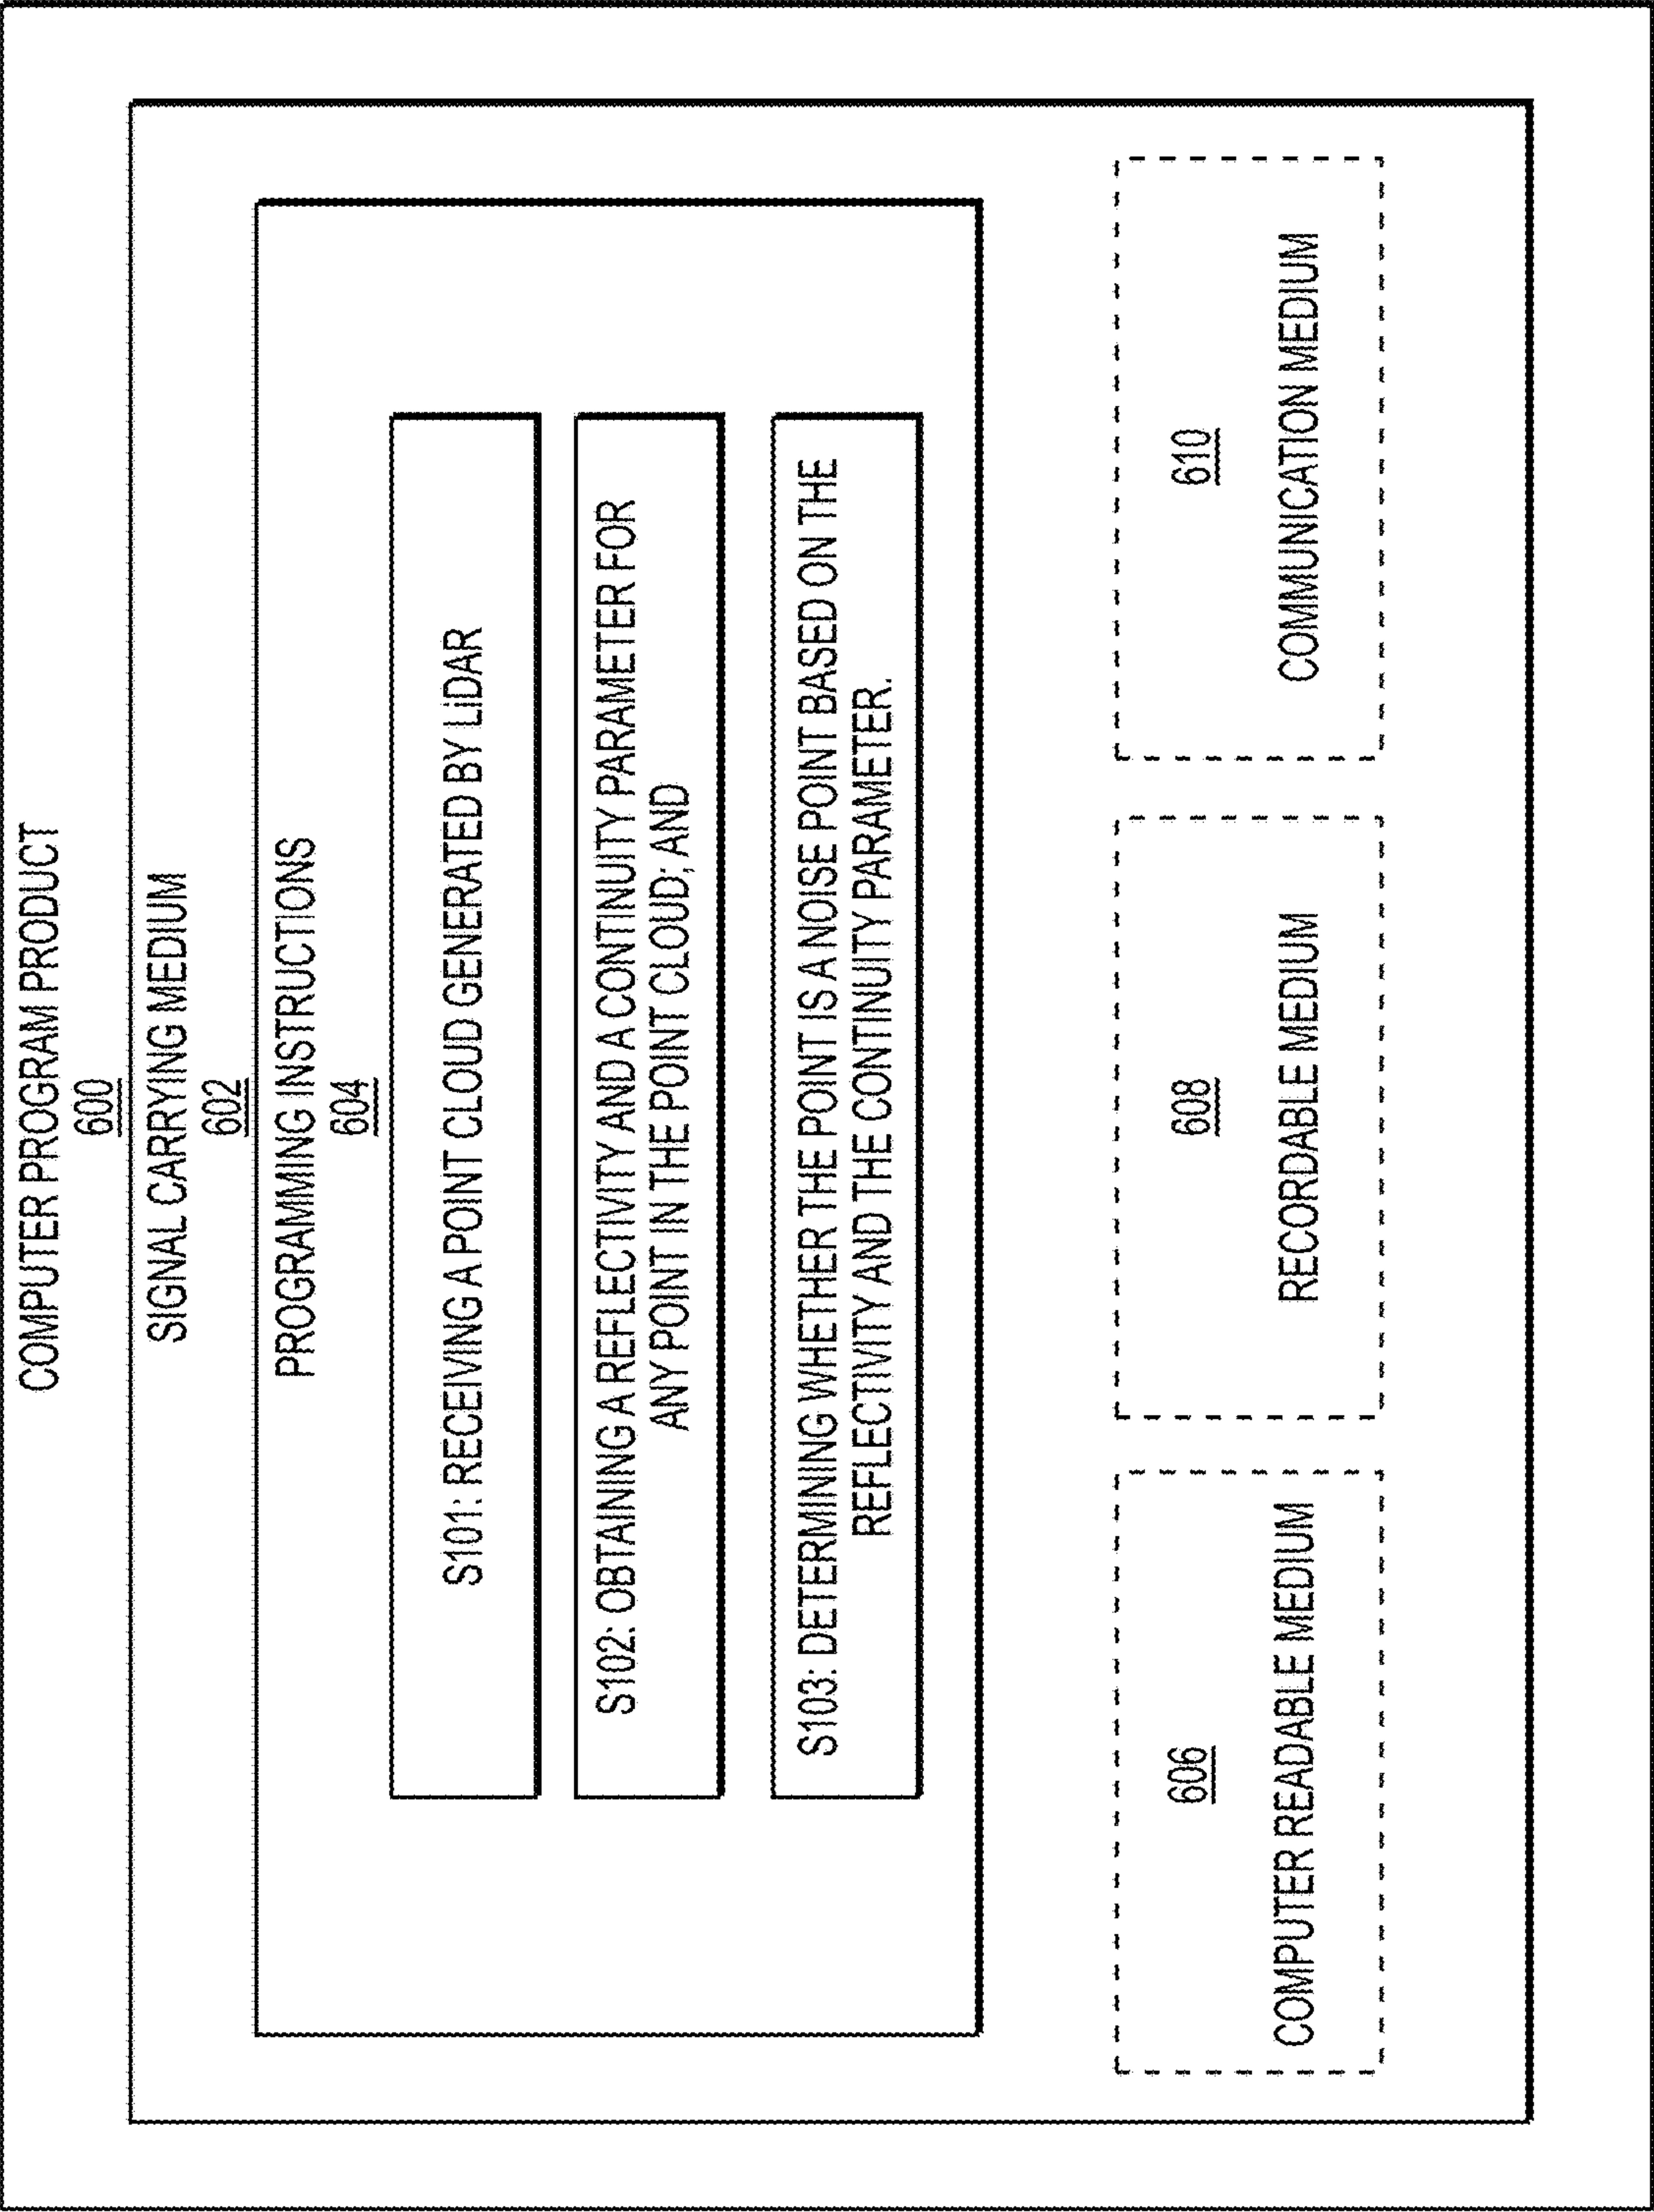 COMPUTER PROGRAM PRODUCT
600
SIGNAL CARRYING MEDIUM
602
PROGRAMMING INSTRUCTIONS
604
S101: RECEIVING A POINT CLOUD GENERATED BY LiDAR
S102: OBTAINING A REFLECTIVITY AND A CONTINUITY PARAMETER FOR
ANY POINT IN THE POINT CLOUD; AND
S103: DETERMINING WHETHER THE POINT IS A NOISE POINT BASED ON THE
REFLECTIVITY AND THE CONTINUITY PARAMETER.
606
COMPUTER READABLE MEDIUM
608
RECORDABLE MEDIUM
610
COMMUNICATION MEDIUM